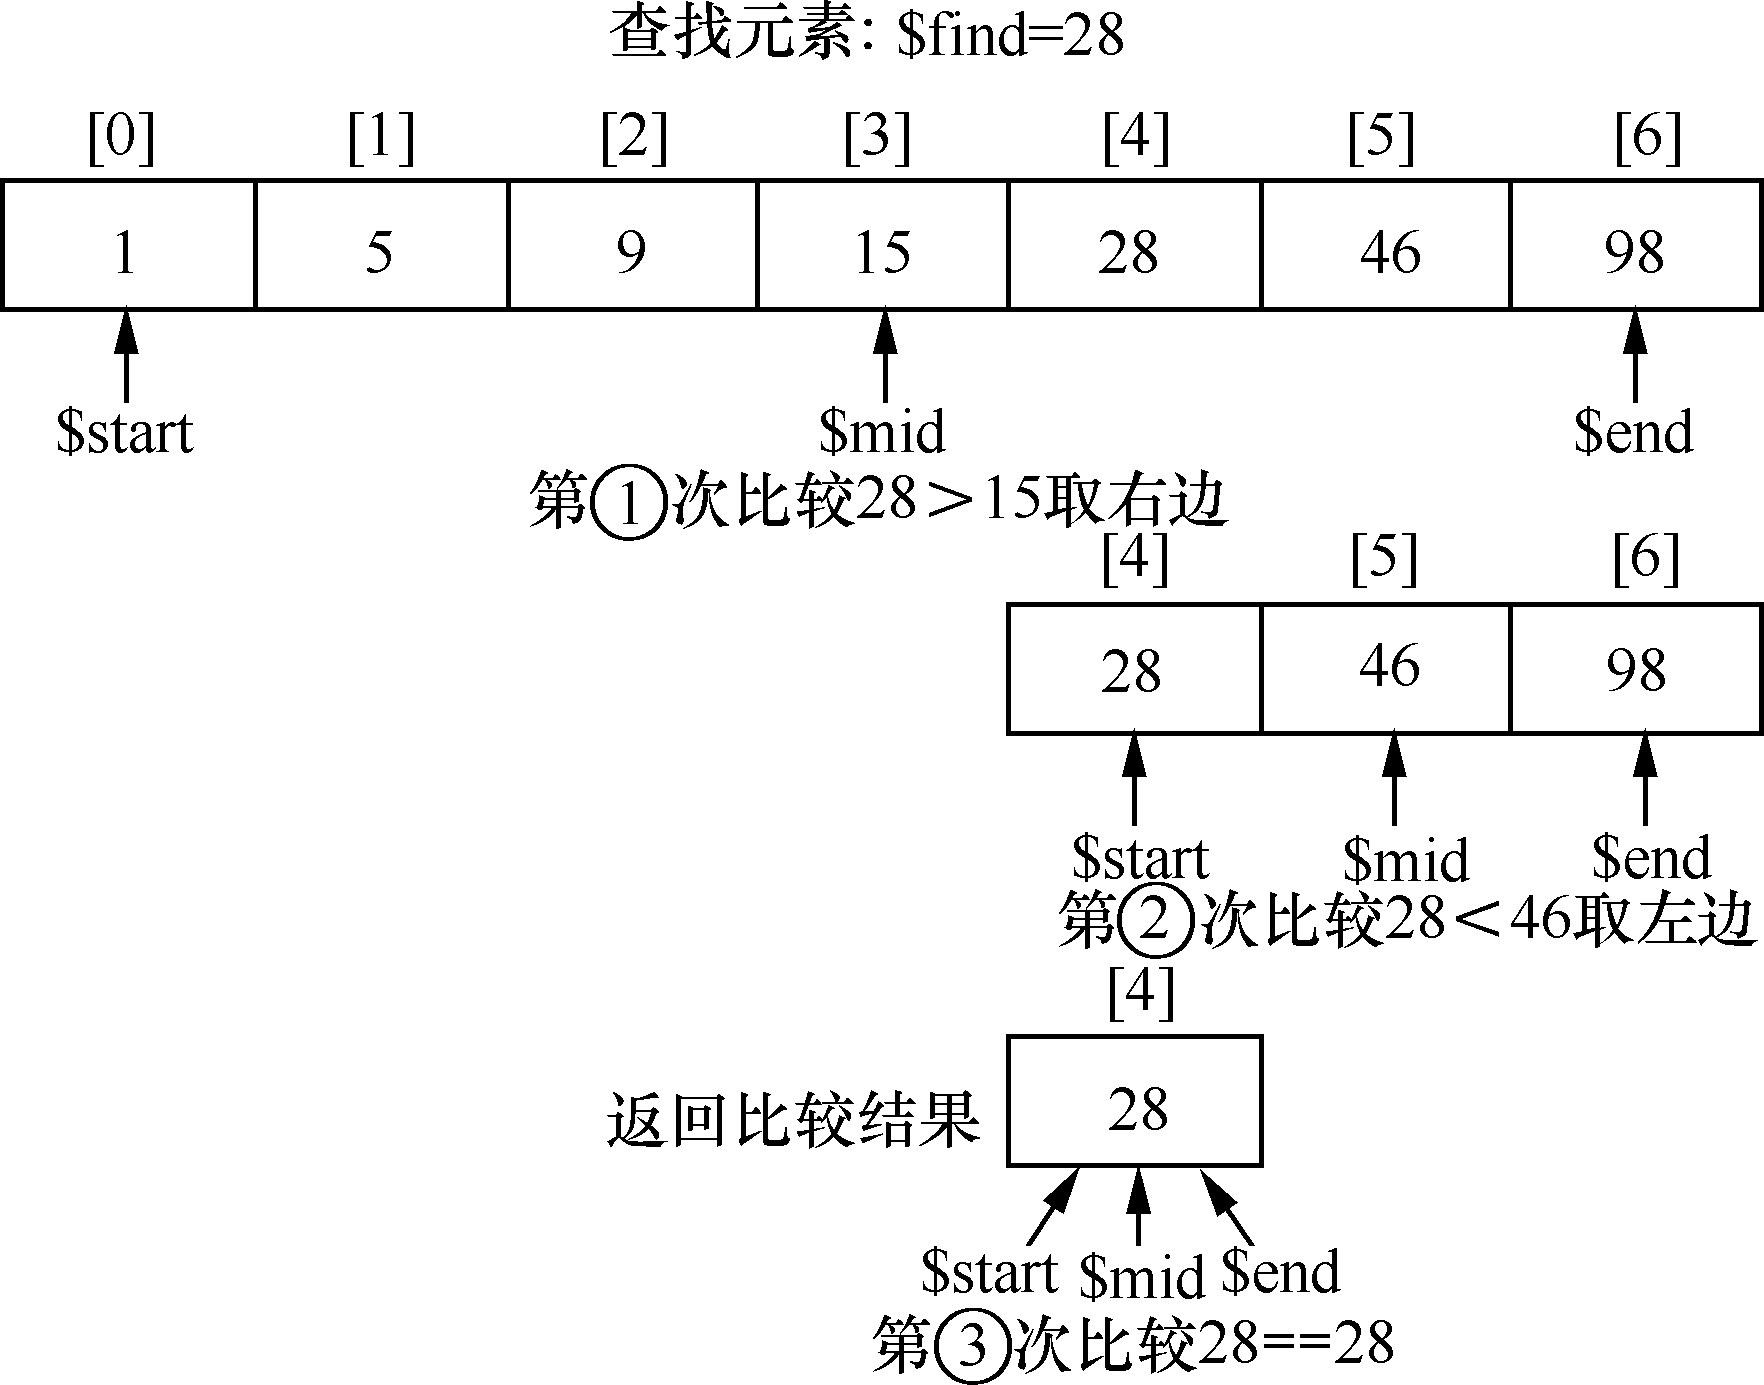 查找元素：$find=28
[0] [1] [2] [3] [4] [5] [6]
1 5 9 15 28 46 98
$start $mid $end
第①次比较28＞15取右边
[4] [5] [6]
28 46 98
$start $mid $end
第②次比较28＜46取左边
[4]
返回比较结果 28
$start $mid $end
第③次比较28==28